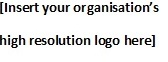 [Insert your organisation’s
high resolution logo here]